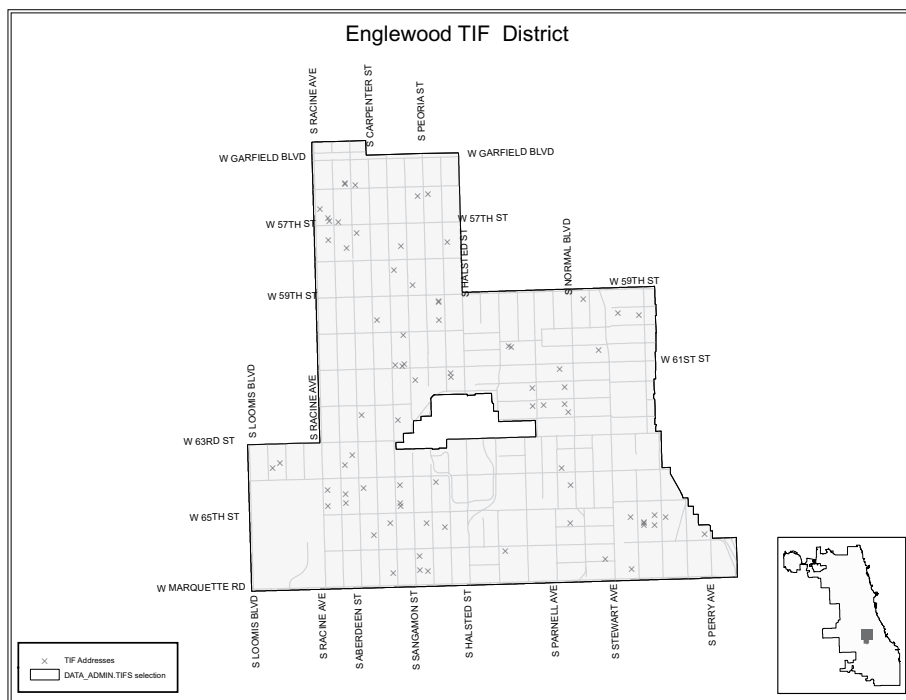 Englewood TIF District
S RACINE AVE
S CARPENTER ST
S PEORIA ST
W GARFIELD BLVD
W GARFIELD BLVD
W 57TH ST
W 57TH ST
S HALSTED ST
S NORMAL BLVD
W 59TH ST
W 59TH ST
W 61ST ST
S LOOMIS BLVD
S RACINE AVE
W 63RD ST
W 65TH ST
W MARQUETTE RD
S LOOMIS BLVD
S RACINE AVE
S ABERDEEN ST
S SANGAMON ST
S HALSTED ST
S PARNELL AVE
S STEWART AVE
S PERRY AVE
TIF Addresses
DATA_ADMIN.TIFS selection